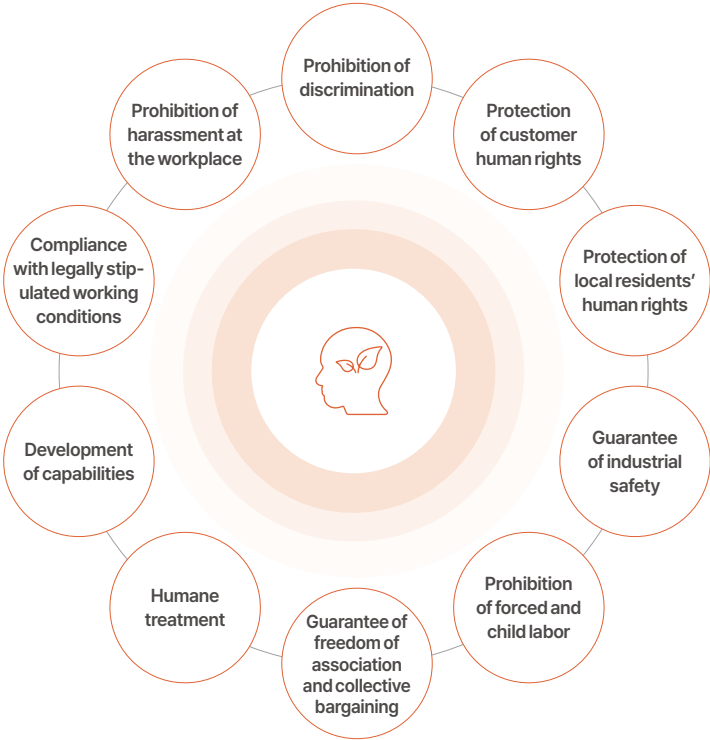 Prohibition of
discrimination
Protection
of customer
human rights
Protection of
local residents’
human rights
Guarantee
of industrial
safety
Prohibition
of forced and
child labor
Guarantee of
freedom of
association
and collective
bargaining
Humane
treatment
Development
of capabilities
Compliance
with legally stip-
ulated working
conditions
Prohibition of
harassment at
the workplace